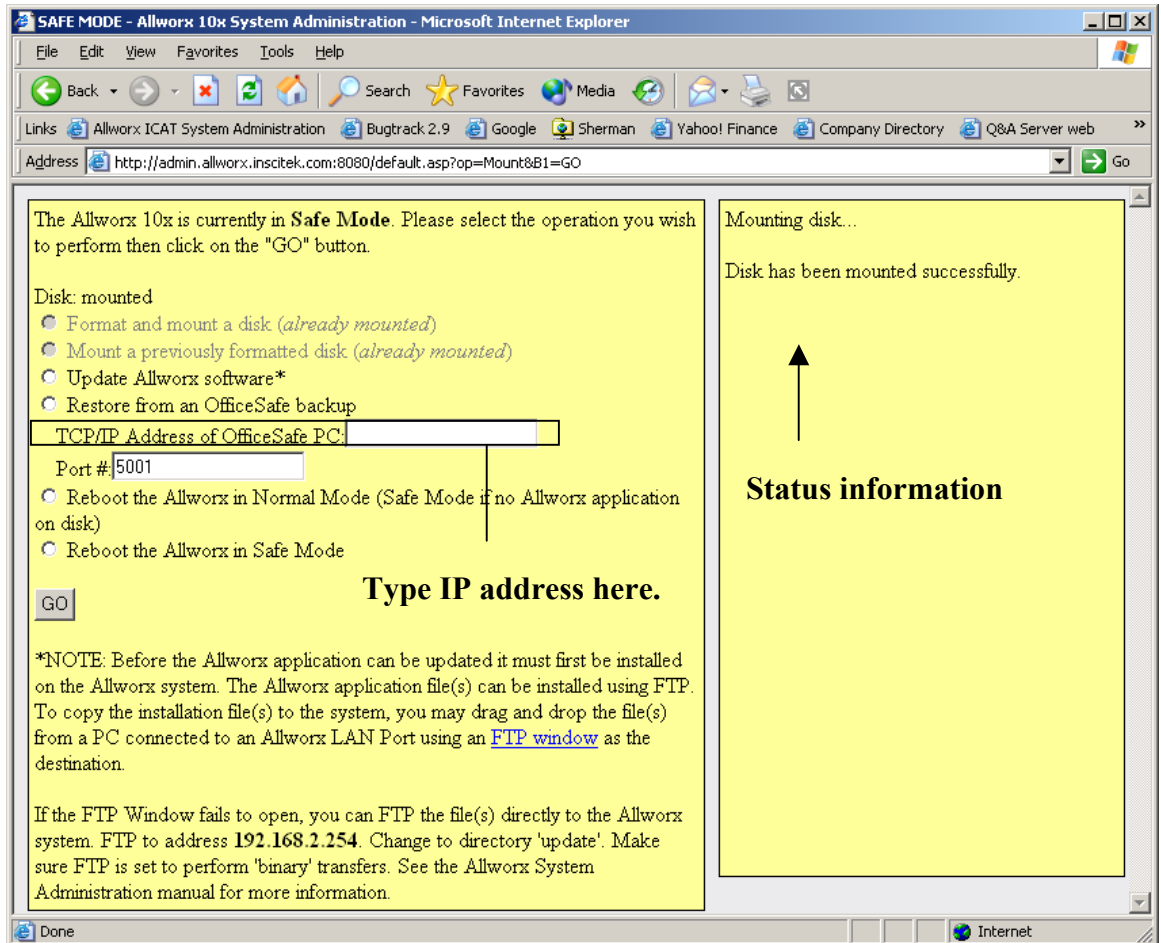 SAFE MODE - Allworx 10x System Administration - Microsoft Internet Explorer
File Edit View Favorites Tools Help
Back Search Favorites Media
Links Allworx ICAT System Administration Bugtrack 2.9 Google Sherman Yahoo! Finance Company Directory Q&A Server web »
Address http://admin.allworx.inscitek.com:8080/default.asp?op=Mount&B1=GO Go
The Allworx 10x is currently in Safe Mode. Please select the operation you wish
to perform then click on the "GO" button.
Disk: mounted
Format and mount a disk (already mounted)
Mount a previously formatted disk (already mounted)
Update Allworx software*
Restore from an OfficeSafe backup
TCP/IP Address of OfficeSafe PC:
Port #: 5001
Reboot the Allworx in Normal Mode (Safe Mode if no Allworx application
on disk)
Reboot the Allworx in Safe Mode
Type IP address here.
GO
*NOTE: Before the Allworx application can be updated it must first be installed
on the Allworx system. The Allworx application file(s) can be installed using FTP.
To copy the installation file(s) to the system, you may drag and drop the file(s)
from a PC connected to an Allworx LAN Port using an FTP window as the
destination.
If the FTP Window fails to open, you can FTP the file(s) directly to the Allworx
system. FTP to address 192.168.2.254. Change to directory 'update'. Make
sure FTP is set to perform 'binary' transfers. See the Allworx System
Administration manual for more information.
Mounting disk...
Disk has been mounted successfully.
Status information
Done Internet